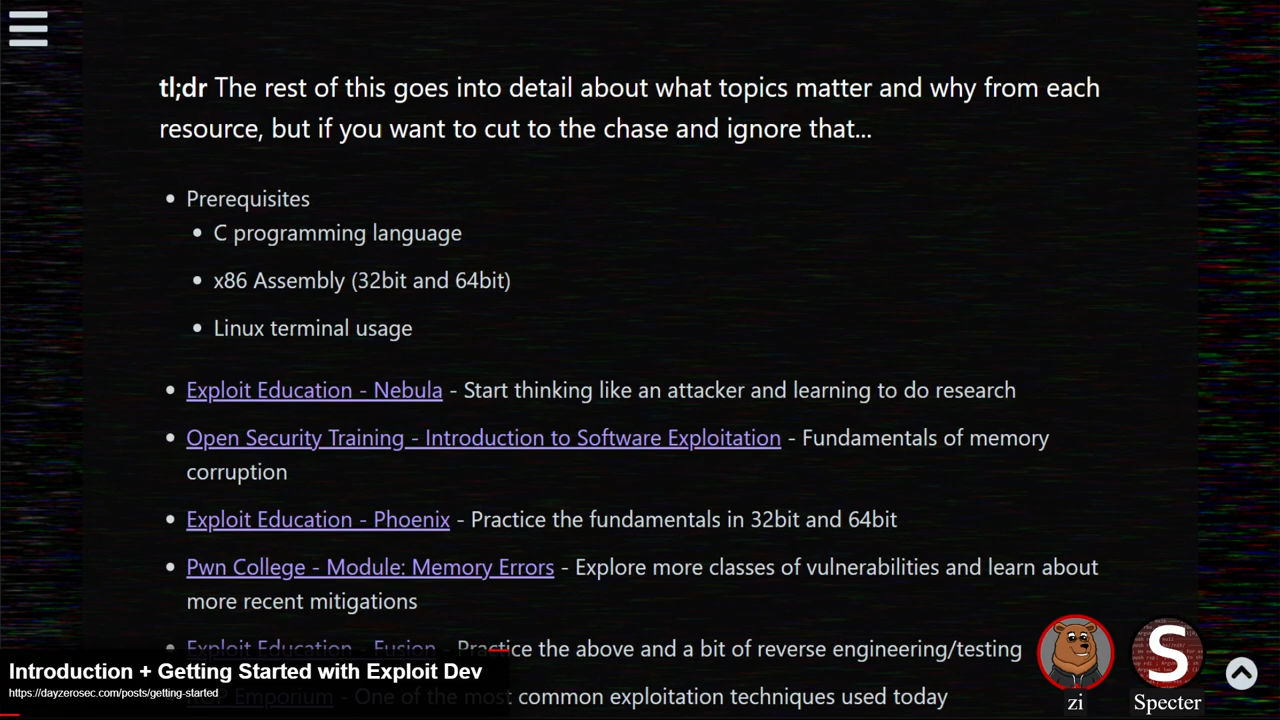 tl;dr The rest of this goes into detail about what topics matter and why from each
resource, but if you want to cut to the chase and ignore that...
• Prerequisites
• C programming language
• x86 Assembly (32bit and 64bit)
• Linux terminal usage
• Exploit Education - Nebula - Start thinking like an attacker and learning to do research
• Open Security Training - Introduction to Software Exploitation - Fundamentals of memory
corruption
• Exploit Education - Phoenix - Practice the fundamentals in 32bit and 64bit
• Pwn College - Module: Memory Errors - Explore more classes of vulnerabilities and learn about
more recent mitigations
Exploit Education - Fusion - Practice the above and a bit of reverse engineering/testing
ROP Emporium - One of the most common exploitation techniques used today
Introduction + Getting Started with Exploit Dev
https://dayzerosec.com/posts/getting-started
S
zi
Specter